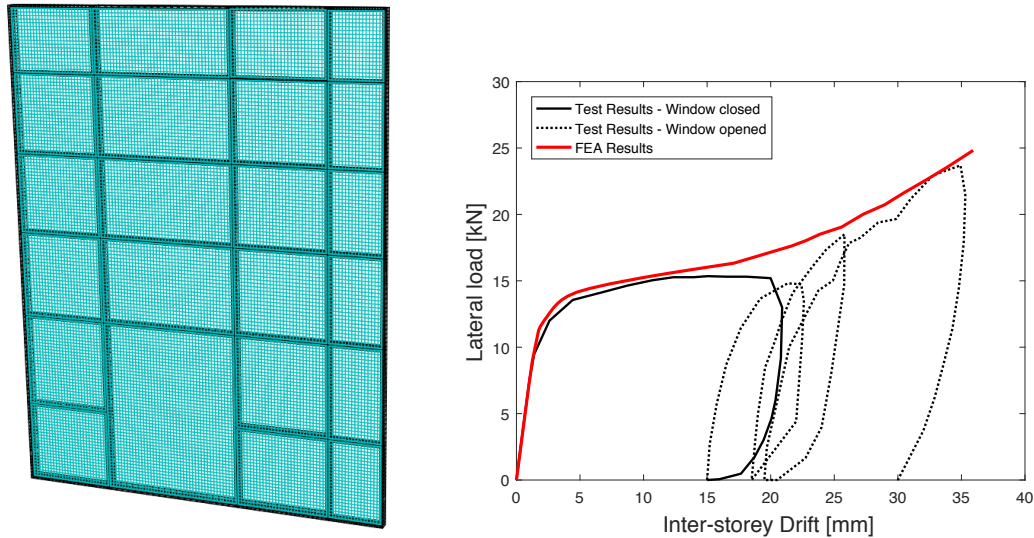 30
25
20
15
10
5
0
Lateral load [kN]
Test Results - Window closed
Test Results - Window opened
FEA Results
0 5 10 15 20 25 30 35 40
Inter-storey Drift [mm]